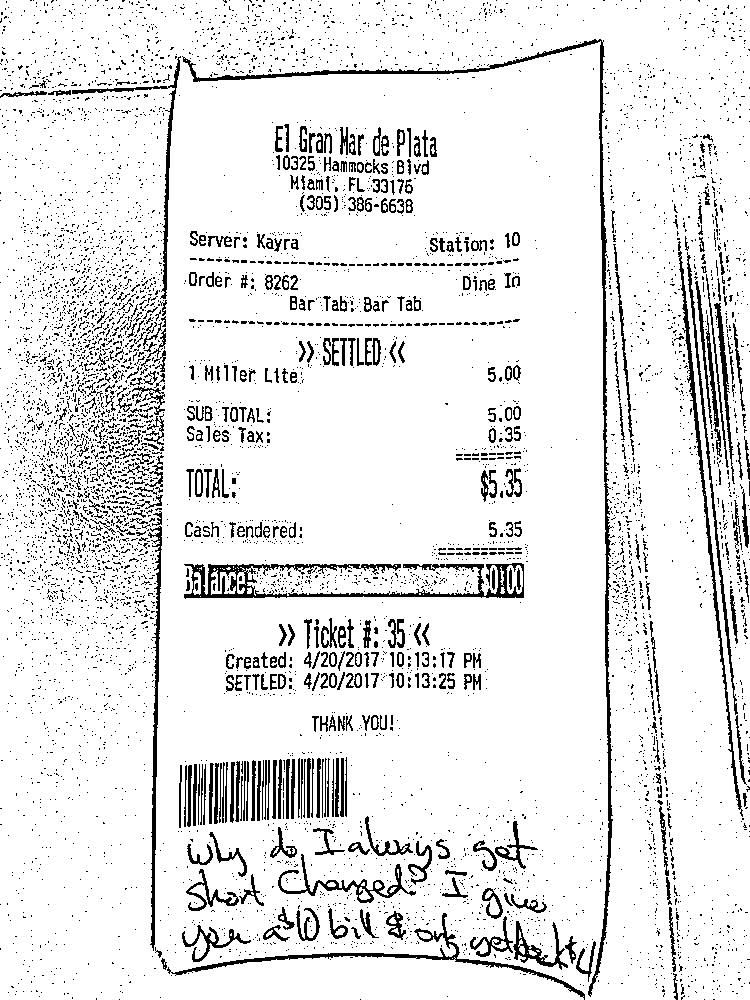 El Gran Mar de Plata
10325 Hammocks Blvd
Miami, FL 33176
(305) 386-6638
Server: Kayra Station: 10
Order #: 8262 Dine In
Bar Tab: Bar Tab
>> SETTLED <<
1 Miller Lite 5.00
SUB TOTAL: 5.00
Sales Tax: 0.35
TOTAL: $5.35
Cash Tendered: 5.35
Balance: $0.00
>> Ticket #: 35 <<
Created: 4/20/2017 10:13:17 PM
SETTLED: 4/20/2017 10:13:25 PM
THANK YOU!
Why do I always get
Short Changed? I give
you a $10 bill & only get back $4